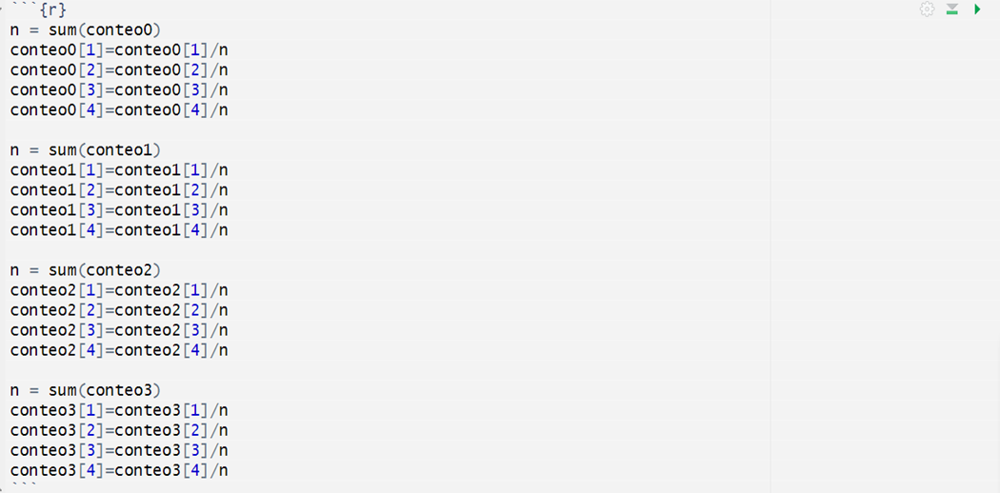 ```{r}
n = sum(conteo0)
conteo0[1]=conteo0[1]/n
conteo0[2]=conteo0[2]/n
conteo0[3]=conteo0[3]/n
conteo0[4]=conteo0[4]/n
n = sum(conteo1)
conteo1[1]=conteo1[1]/n
conteo1[2]=conteo1[2]/n
conteo1[3]=conteo1[3]/n
conteo1[4]=conteo1[4]/n
n = sum(conteo2)
conteo2[1]=conteo2[1]/n
conteo2[2]=conteo2[2]/n
conteo2[3]=conteo2[3]/n
conteo2[4]=conteo2[4]/n
n = sum(conteo3)
conteo3[1]=conteo3[1]/n
conteo3[2]=conteo3[2]/n
conteo3[3]=conteo3[3]/n
conteo3[4]=conteo3[4]/n
```